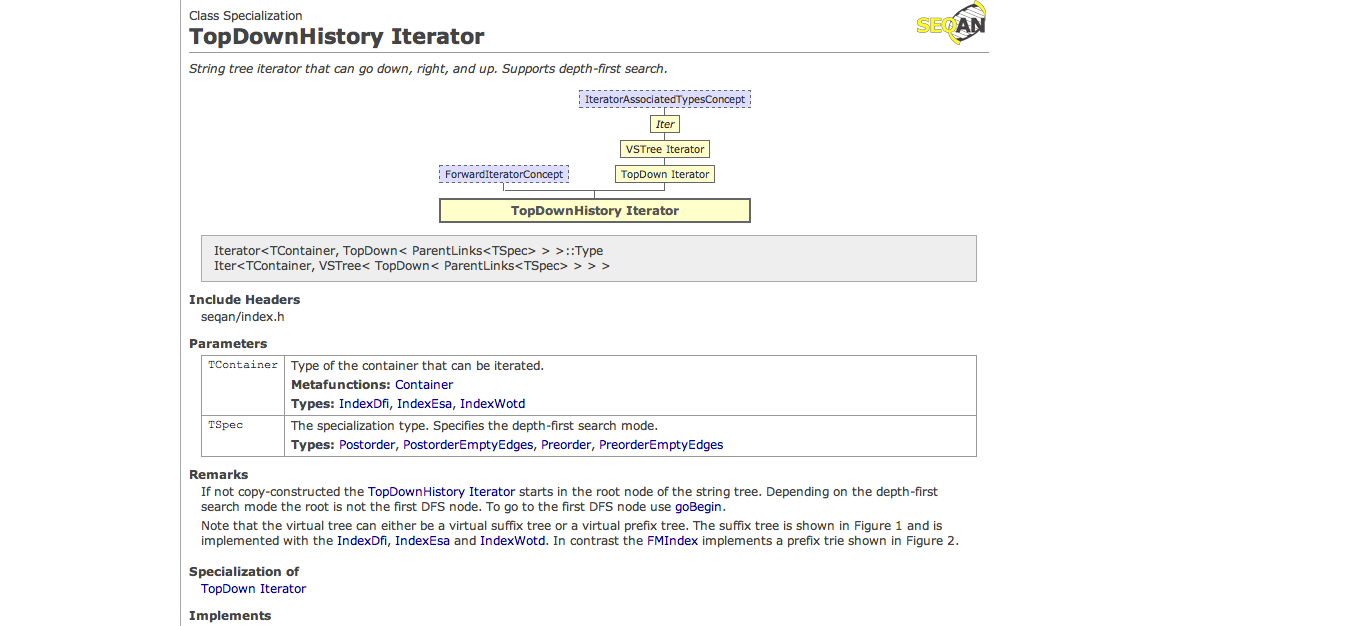 Class Specialization
SEQAN
TopDownHistory Iterator
String tree iterator that can go down, right, and up. Supports depth-first search.
IteratorAssociatedTypesConcept
Iter
VSTree Iterator
ForwardIteratorConcept
TopDown Iterator
TopDownHistory Iterator
Iterator<TContainer, TopDown< ParentLinks<TSpec> > >::Type
Iter<TContainer, VSTree< TopDown< ParentLinks<TSpec> > > >
Include Headers
seqan/index.h
Parameters
TContainer Type of the container that can be iterated.
Metafunctions: Container
Types: IndexDfi, IndexEsa, IndexWotd
TSpec The specialization type. Specifies the depth-first search mode.
Types: Postorder, PostorderEmptyEdges, Preorder, PreorderEmptyEdges
Remarks
If not copy-constructed the TopDownHistory Iterator starts in the root node of the string tree. Depending on the depth-first
search mode the root is not the first DFS node. To go to the first DFS node use goBegin.
Note that the virtual tree can either be a virtual suffix tree or a virtual prefix tree. The suffix tree is shown in Figure 1 and is
implemented with the IndexDfi, IndexEsa and IndexWotd. In contrast the FMIndex implements a prefix trie shown in Figure 2.
Specialization of
TopDown Iterator
Implements